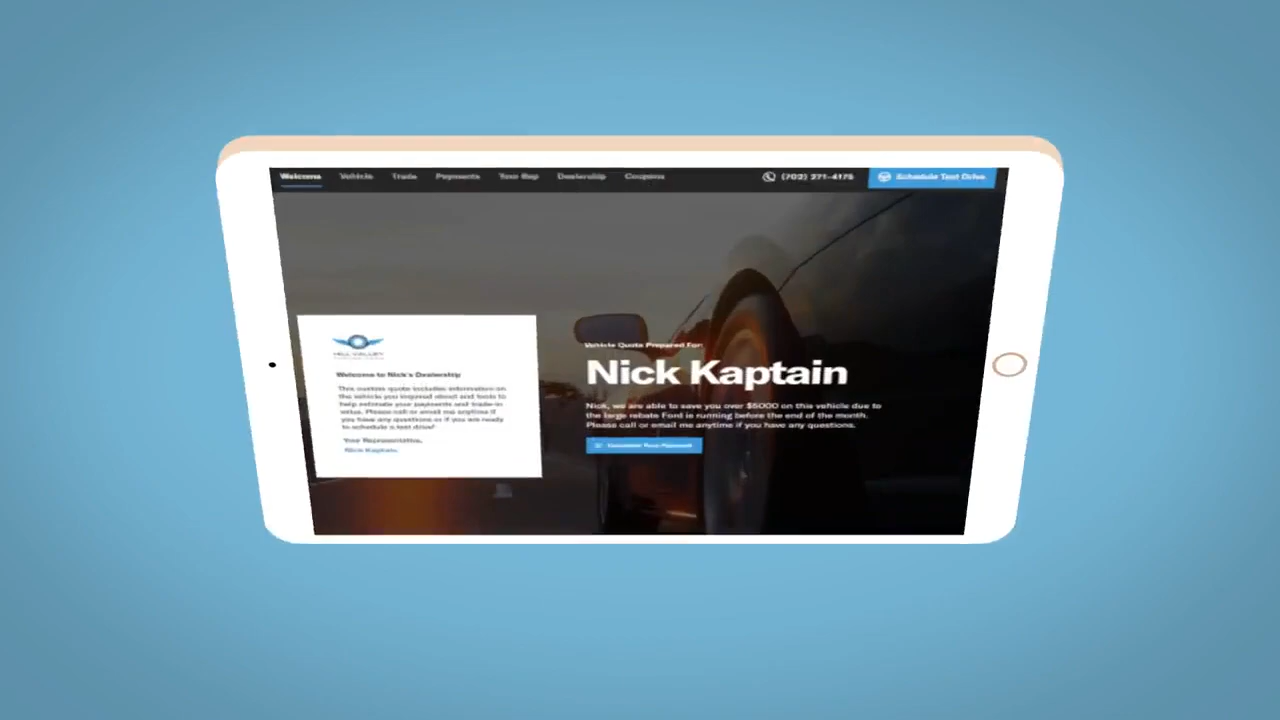 Welcome Vehicle Trade Payments Your Rep Dealership Coupons (702) 371-4175 Schedule Test Drive
HILL VALLEY
Welcome to Nick's Dealership
This custom quote includes information on
the vehicle you inquired about and tools to
help estimate your payments and trade-in
value. Please call or email me anytime if
you have any questions or if you are ready
to schedule a test drive!
Your Representative,
Nick Kaptain
Vehicle Quote Prepared For:
Nick Kaptain
Nick, we are able to save you over $5000 on this vehicle due to
the large rebate Ford is running before the end of the month.
Please call or email me anytime if you have any questions.
Your Payment